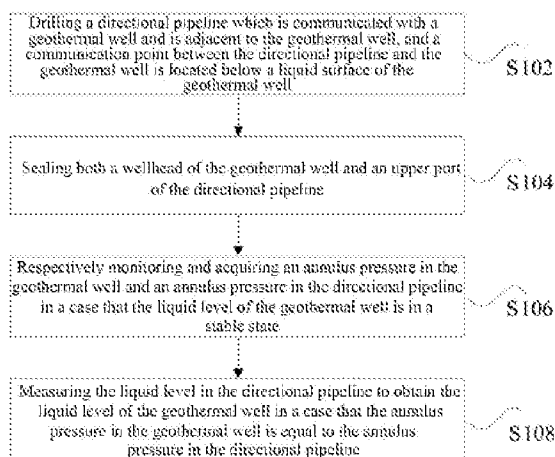 Drilling a directional pipeline which is communicated with a
geothermal well and is adjacent to the geothermal well, and a
communication point between the directional pipeline and the
geothermal well is located below a liquid surface of the
geothermal well
S102
Sealing both a wellhead of the geothermal well and an upper part
of the directional pipeline
S104
Respectively monitoring and acquiring an annulus pressure in the
geothermal well and an annulus pressure in the directional pipeline
in a case that the liquid level of the geothermal well is in a
stable state
S106
Measuring the liquid level in the directional pipeline to obtain the
liquid level of the geothermal well in a case that the annulus
pressure in the geothermal well is equal to the annulus
pressure in the directional pipeline
S108